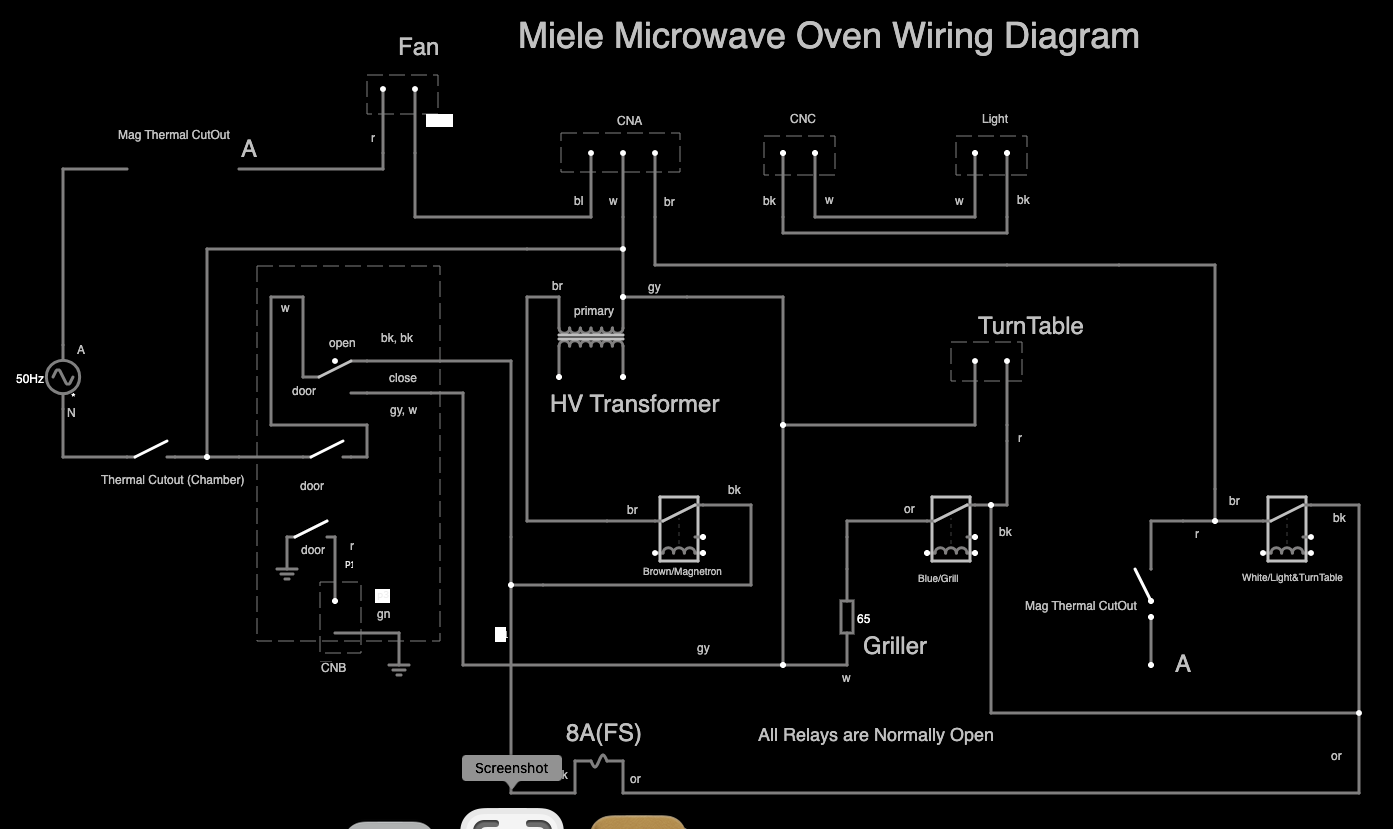 Miele Microwave Oven Wiring Diagram
Fan
Mag Thermal CutOut
A
r
CNA
CNC
Light
bl
w
br
bk
w
w
bk
br
gy
primary
w
bk, bk
open
TurnTable
A
50Hz
door
close
HV Transformer
N
gy, w
r
Thermal Cutout (Chamber)
door
bk
br
or
bk
br
bk
r
door
r
P1
Brown/Magnetron
Blue/Grill
White/Light&TurnTable
gn
65
Mag Thermal CutOut
Griller
gy
A
CNB
w
8A(FS)
All Relays are Normally Open
Screenshot
k
or
or